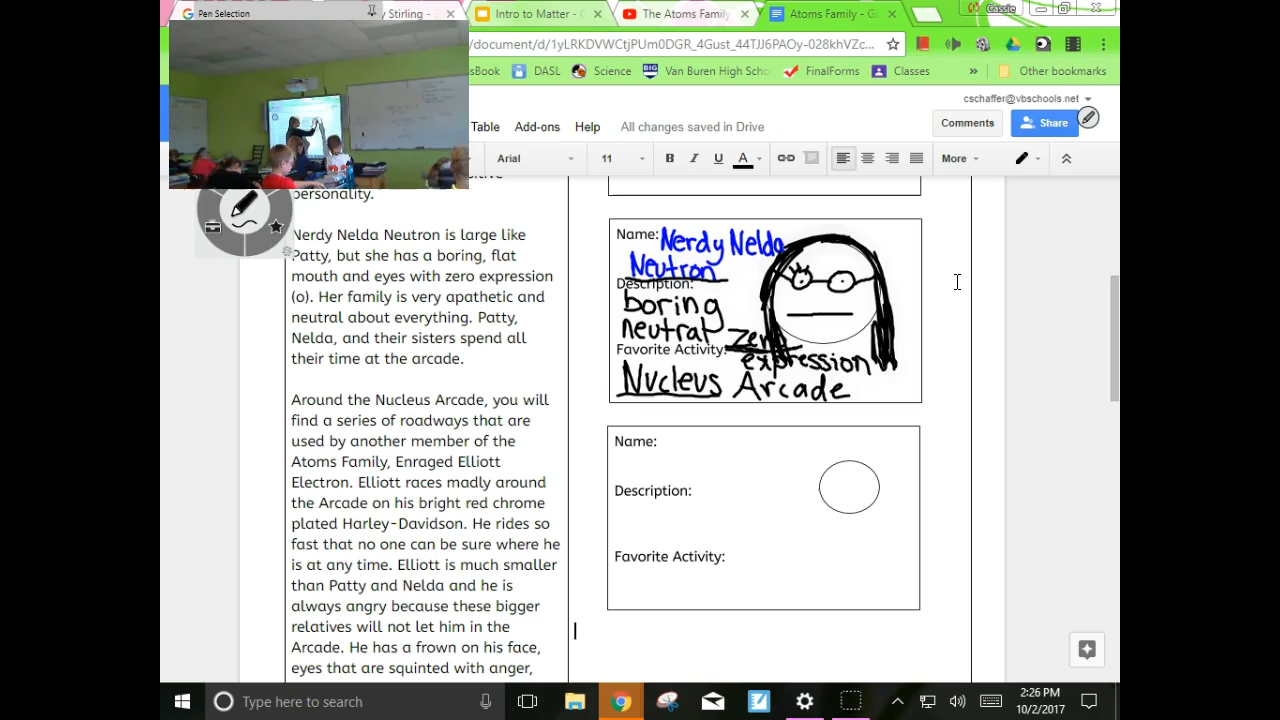 Pen Selection
y Stirling -
Intro to Matter -
The Atoms Family
Atoms Family -
Cassie
/document/d/1yLRKDVWCtjPUm0DGR_4Gust_44TJJ6PAOy-028khVZc...
sBook DASL Science BIG Van Buren High Scho FinalForms Classes » Other bookmarks
cschaffer@vbschools.net
Table Add-ons Help All changes saved in Drive Comments Share
Arial 11 B I U A More
personality.
Nerdy Nelda Neutron is large like
Patty, but she has a boring, flat
mouth and eyes with zero expression
(o). Her family is very apathetic and
neutral about everything. Patty,
Nelda, and their sisters spend all
their time at the arcade.
Around the Nucleus Arcade, you will
find a series of roadways that are
used by another member of the
Atoms Family, Enraged Elliott
Electron. Elliott races madly around
the Arcade on his bright red chrome
plated Harley-Davidson. He rides so
fast that no one can be sure where he
is at any time. Elliott is much smaller
than Patty and Nelda and he is
always angry because these bigger
relatives will not let him in the
Arcade. He has a frown on his face,
eyes that are squinted with anger,
Name: Nerdy Nelda
Neutron
Description:
boring
neutral
zero
expression
Favorite Activity:
Nucleus Arcade
Name:
Description:
Favorite Activity:
Type here to search
2:26 PM
10/2/2017